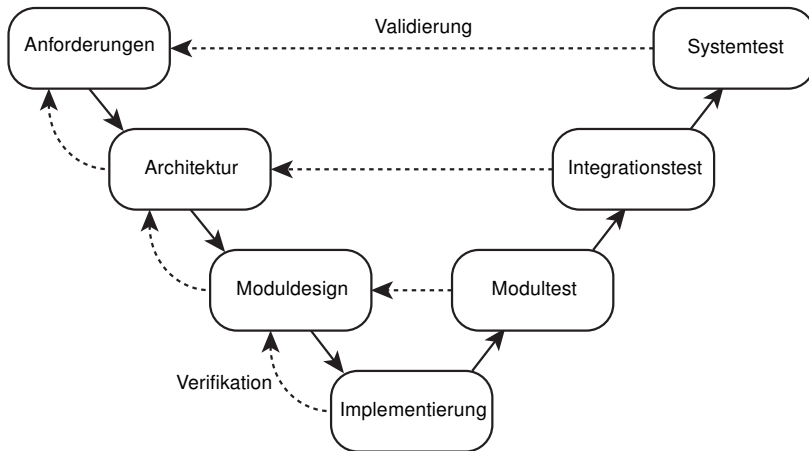 Validierung
Anforderungen
Systemtest
Architektur
Integrationstest
Moduldesign
Modultest
Verifikation
Implementierung